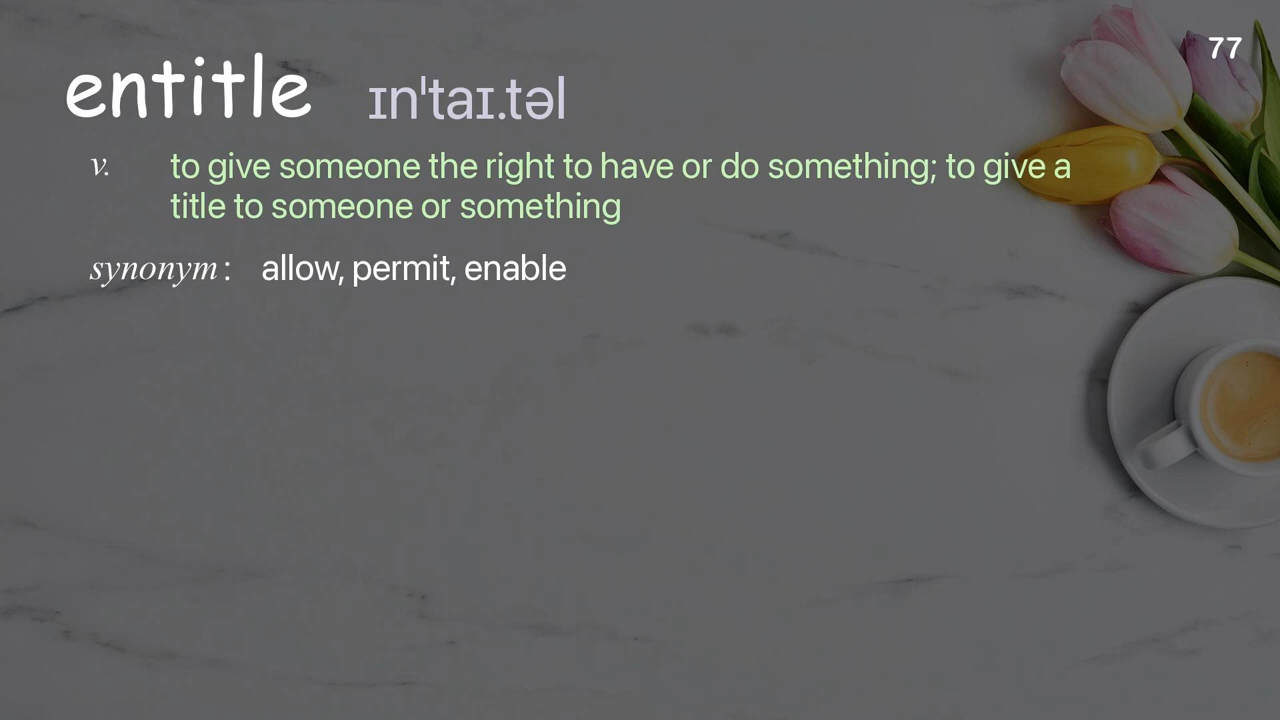 77
entitle ɪnˈtaɪ.təl
v. to give someone the right to have or do something; to give a
title to someone or something
synonym: allow, permit, enable